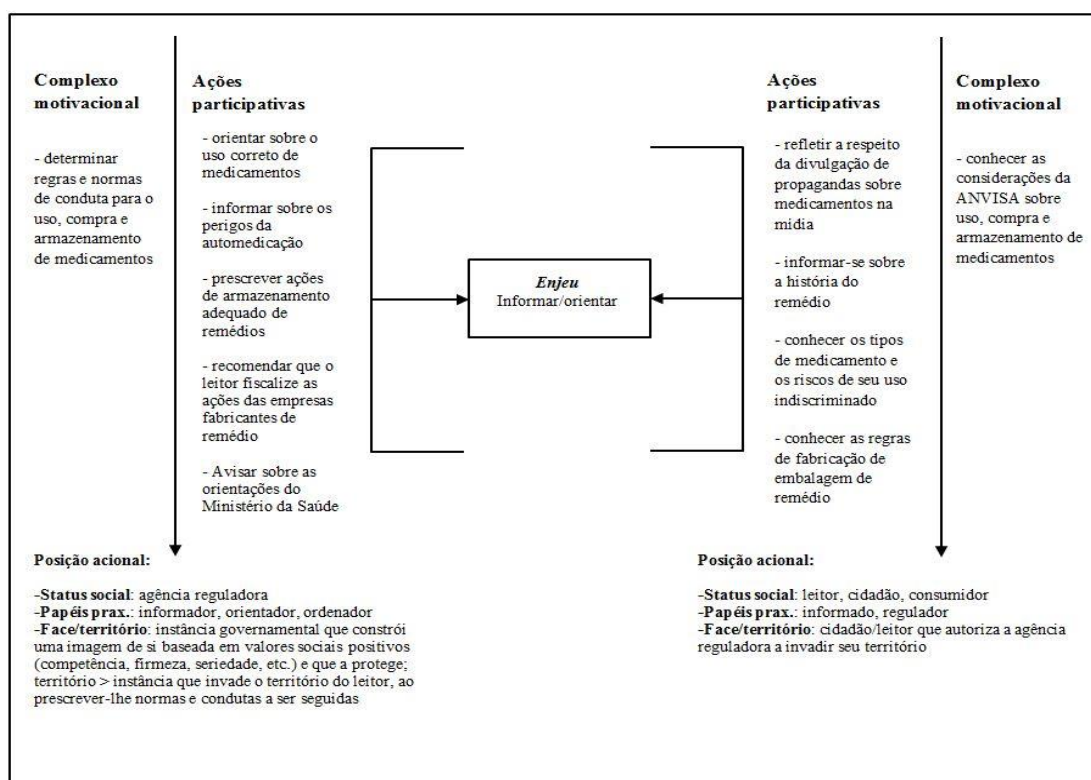 Complexo
motivacional
- determinar
regras e normas
de conduta para o
uso, compra e
armazenamento
de medicamentos
Ações
participativas
- orientar sobre o
uso correto de
medicamentos
- informar sobre os
perigos da
automedicação
- prescrever ações
de armazenamento
adequado de
remédios
- recomendar que o
leitor fiscalize as
ações das empresas
fabricantes de
remédio
- Avisar sobre as
orientações do
Ministério da Saúde
Enjeu
Informar/orientar
Ações
participativas
- refletir a respeito
da divulgação de
propagandas sobre
medicamentos na
mídia
- informar-se sobre
a história do
remédio
- conhecer os tipos
de medicamento e
os riscos de seu uso
indiscriminado
- conhecer as regras
de fabricação de
embalagem de
remédio
Complexo
motivacional
- conhecer as
considerações da
ANVISA sobre
uso, compra e
armazenamento de
medicamentos
Posição acional:
-Status social: agência reguladora
-Papéis prax.: informador, orientador, ordenador
-Face/território: instância governamental que constrói
uma imagem de si baseada em valores sociais positivos
(competência, firmeza, seriedade, etc.) e que a protege;
território > instância que invade o território do leitor, ao
prescrever-lhe normas e condutas a ser seguidas
Posição acional:
-Status social: leitor, cidadão, consumidor
-Papéis prax.: informado, regulador
-Face/território: cidadão/leitor que autoriza a agência
reguladora a invadir seu território